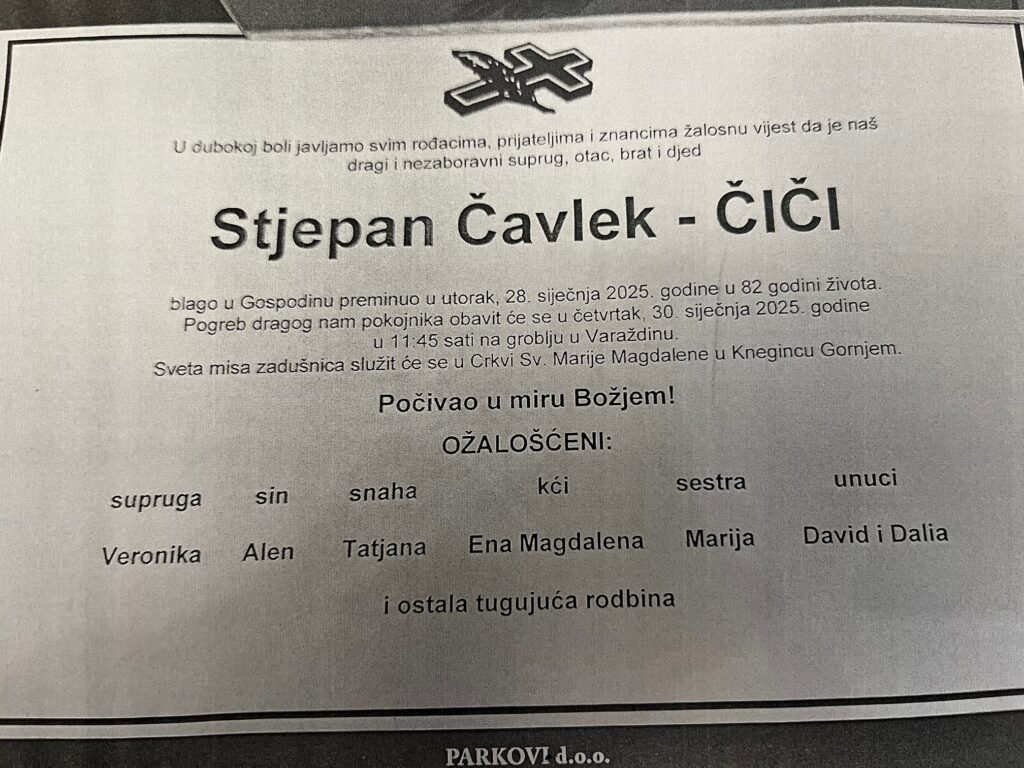 U dubokoj boli javljamo svim rođacima, prijateljima i znancima žalosnu vijest da je naš
dragi i nezaboravni suprug, otac, brat i djed
Stjepan Čavlek - ČIČI
blago u Gospodinu preminuo u utorak, 28. siječnja 2025. godine u 82 godini života.
Pogreb dragog nam pokojnika obavit će se u četvrtak, 30. siječnja 2025. godine
u 11:45 sati na groblju u Varaždinu.
Sveta misa zadušnica služit će se u Crkvi Sv. Marije Magdalene u Knegincu Gornjem.
Počivao u miru Božjem!
OŽALOŠĆENI:
supruga sin snaha kći sestra unuci
Veronika Alen Tatjana Ena Magdalena Marija David i Dalia
i ostala tugujuća rodbina
PARKOVI d.o.o.